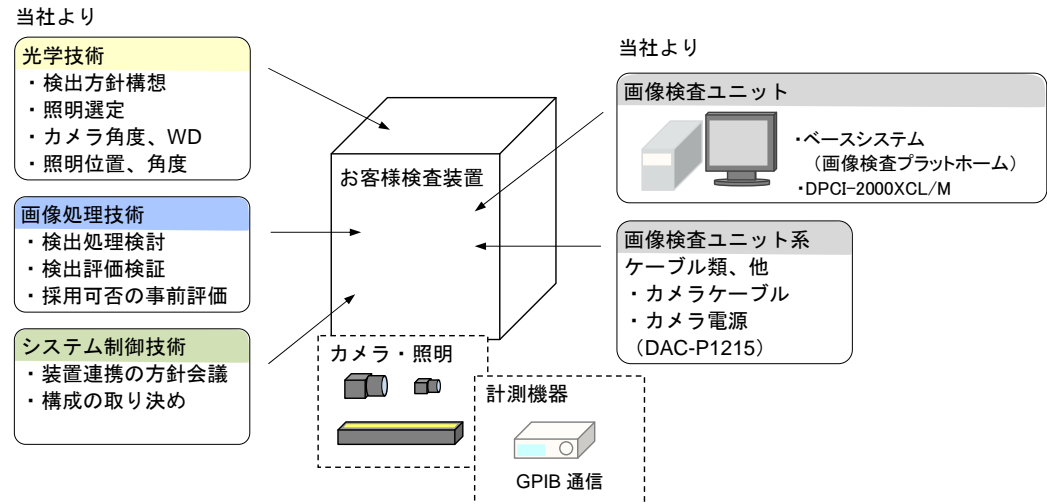 当社より
光学技術
・検出方針構想
・照明選定
・カメラ角度、WD
・照明位置、角度
画像処理技術
・検出処理検討
・検出評価検証
・採用可否の事前評価
システム制御技術
・装置連携の方針会議
・構成の取り決め
お客様検査装置
カメラ・照明
計測機器
GPIB 通信
当社より
画像検査ユニット
・ベースシステム
（画像検査プラットホーム）
・DPCI-2000XCL/M
画像検査ユニット系
ケーブル類、他
・カメラケーブル
・カメラ電源
（DAC-P1215）